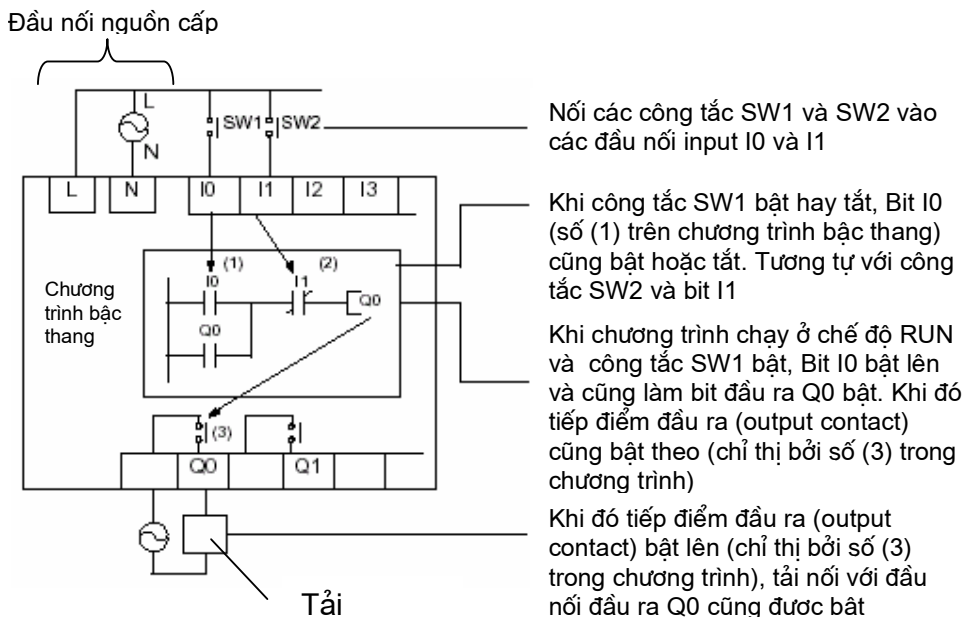 Đầu nối nguồn cấp
L
N
SW1
SW2
L
N
I0
I1
I2
I3
Nối các công tắc SW1 và SW2 vào
các đầu nối input I0 và I1
Khi công tắc SW1 bật hay tắt, Bit I0
(số (1) trên chương trình bậc thang)
cũng bật hoặc tắt. Tương tự với công
tắc SW2 và bit I1
Chương
trình bậc
thang
(1)
(2)
I0
I1
Q0
Q0
Khi chương trình chạy ở chế độ RUN
và công tắc SW1 bật, Bit I0 bật lên
và cũng làm bit đầu ra Q0 bật. Khi đó
tiếp điểm đầu ra (output contact)
cũng bật theo (chỉ thị bởi số (3) trong
chương trình)
(3)
Q0
Q1
Khi đó tiếp điểm đầu ra (output
contact) bật lên (chỉ thị bởi số (3)
trong chương trình), tải nối với đầu
nối đầu ra Q0 cũng được bật
Tải